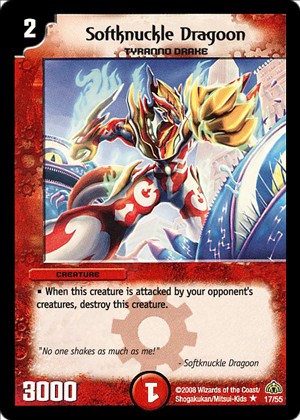 2
Softknuckle Dragoon
TYRANNO DRAKE
CREATURE
▪ When this creature is attacked by your opponent's
creatures, destroy this creature.
"No one shakes as much as me!"
- Softknuckle Dragoon
3000
1
©2008 Wizards of the Coast/
Shogakukan/Mitsui-Kids ★ 17/55